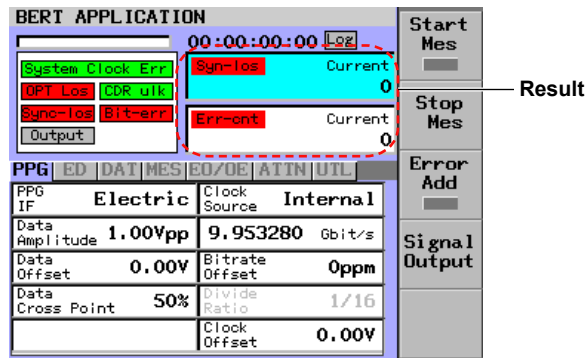 BERT APPLICATION
00:00:00:00 Log
System Clock Err
OPT Los CDR ulk
Sync-los Bit-err
Output
Syn-los Current
0
Err-cnt Current
0
Result
PPG ED DAT MES EO/OE ATTN UTL
PPG IF Electric
Clock Source Internal
Data Amplitude 1.00Vpp
9.953280 Gbit/s
Data Offset 0.00V
Bitrate Offset 0ppm
Data Cross Point 50%
Divide Ratio 1/16
Clock Offset 0.00V
Start
Mes
Stop
Mes
Error
Add
Signal
Output